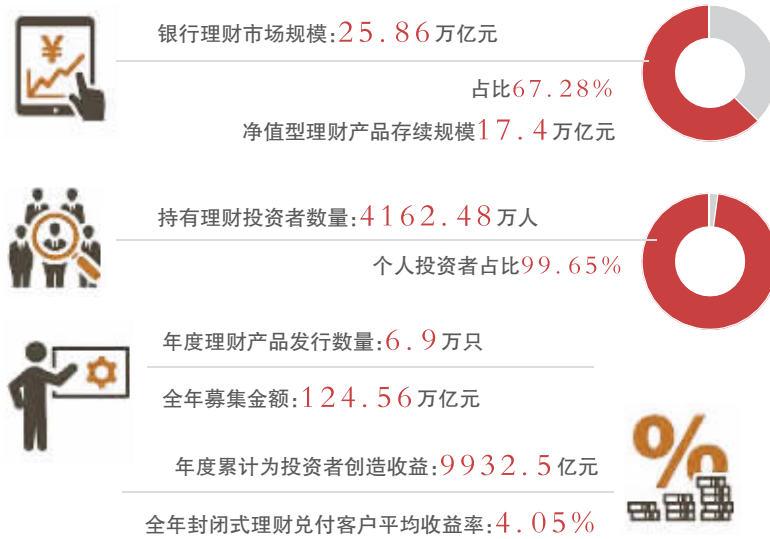 银行理财市场规模:25.86万亿元
占比67.28%
净值型理财产品存续规模17.4万亿元
持有理财投资者数量:4162.48万人
个人投资者占比99.65%
年度理财产品发行数量:6.9万只
全年募集金额:124.56万亿元
年度累计为投资者创造收益:9932.5亿元
全年封闭式理财兑付客户平均收益率:4.05%